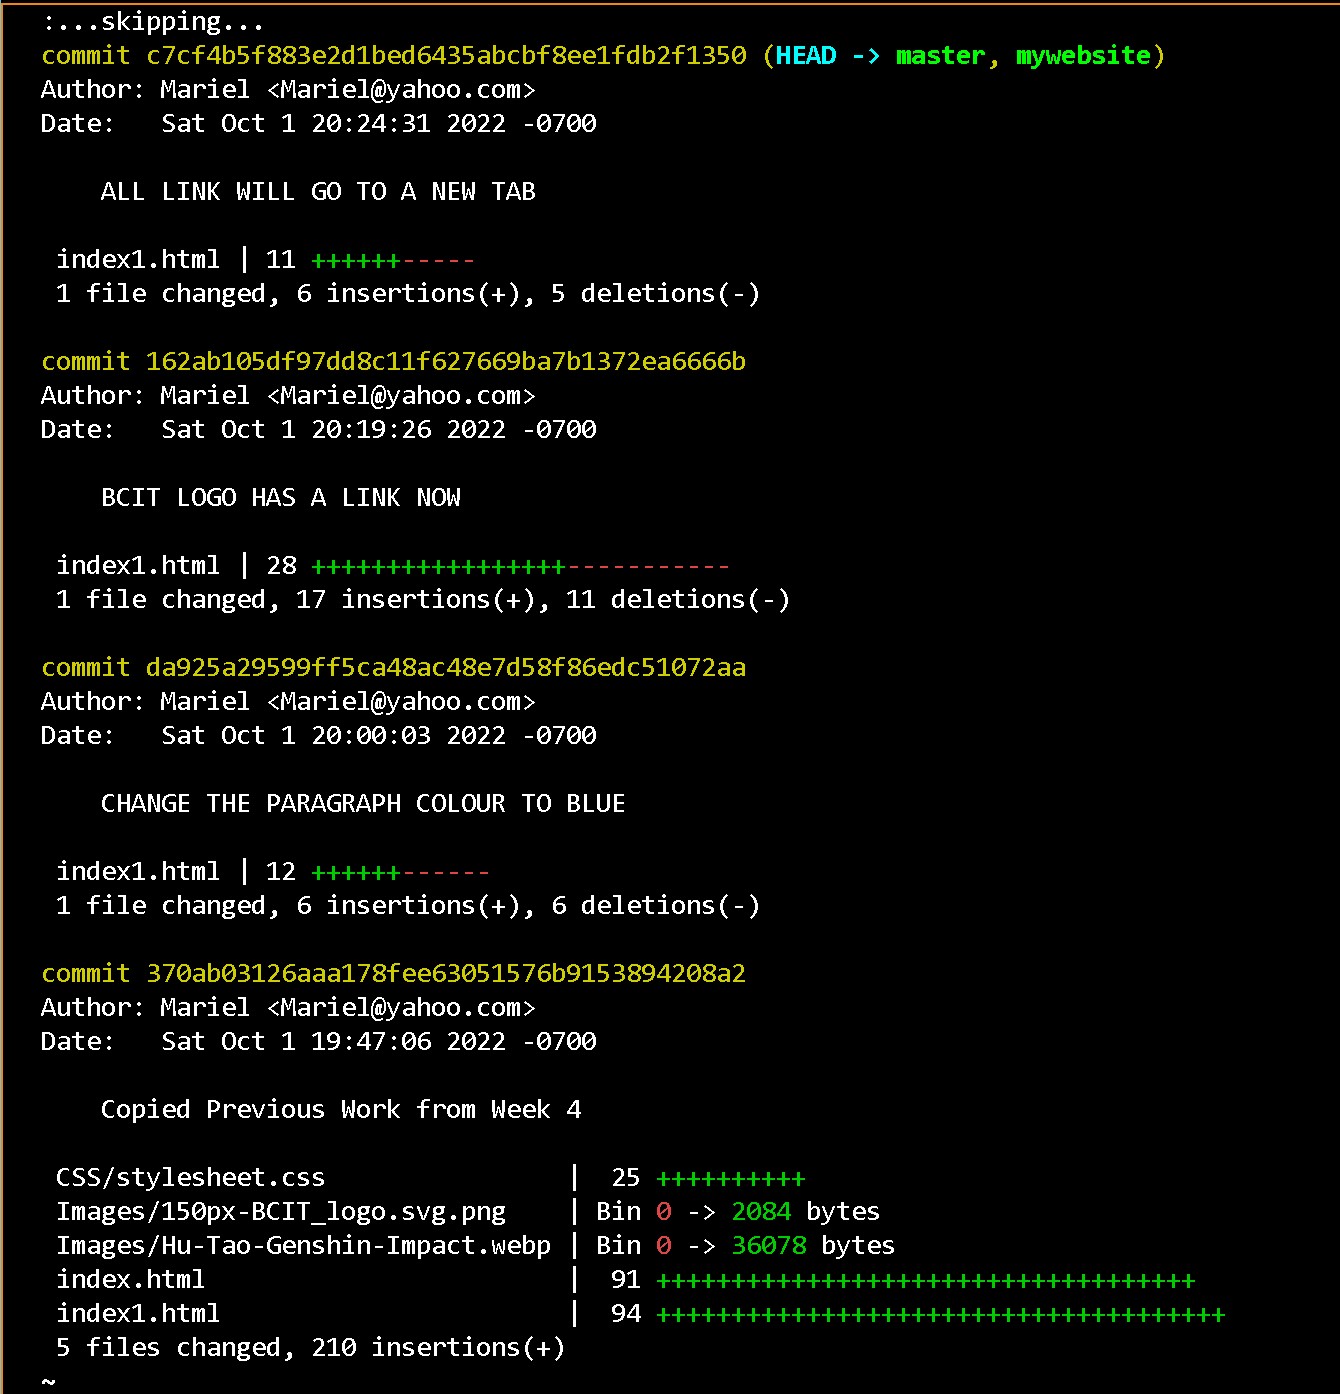 :...skipping...
commit c7cf4b5f883e2d1bed6435abcbf8ee1fdb2f1350 (HEAD -> master, mywebsite)
Author: Mariel <Mariel@yahoo.com>
Date:   Sat Oct 1 20:24:31 2022 -0700
ALL LINK WILL GO TO A NEW TAB
index1.html | 11 ++++++-----
1 file changed, 6 insertions(+), 5 deletions(-)
commit 162ab105df97dd8c11f627669ba7b1372ea6666b
Author: Mariel <Mariel@yahoo.com>
Date:   Sat Oct 1 20:19:26 2022 -0700
BCIT LOGO HAS A LINK NOW
index1.html | 28 +++++++++++++++++-----------
1 file changed, 17 insertions(+), 11 deletions(-)
commit da925a29599ff5ca48ac48e7d58f86edc51072aa
Author: Mariel <Mariel@yahoo.com>
Date:   Sat Oct 1 20:00:03 2022 -0700
CHANGE THE PARAGRAPH COLOUR TO BLUE
index1.html | 12 ++++++------
1 file changed, 6 insertions(+), 6 deletions(-)
commit 370ab03126aaa178fee63051576b9153894208a2
Author: Mariel <Mariel@yahoo.com>
Date:   Sat Oct 1 19:47:06 2022 -0700
Copied Previous Work from Week 4
CSS/stylesheet.css                |  25 ++++++++++
Images/150px-BCIT_logo.svg.png    | Bin 0 -> 2084 bytes
Images/Hu-Tao-Genshin-Impact.webp | Bin 0 -> 36078 bytes
index.html                        |  91 ++++++++++++++++++++++++++++++++++++
index1.html                       |  94 ++++++++++++++++++++++++++++++++++++++
5 files changed, 210 insertions(+)
~